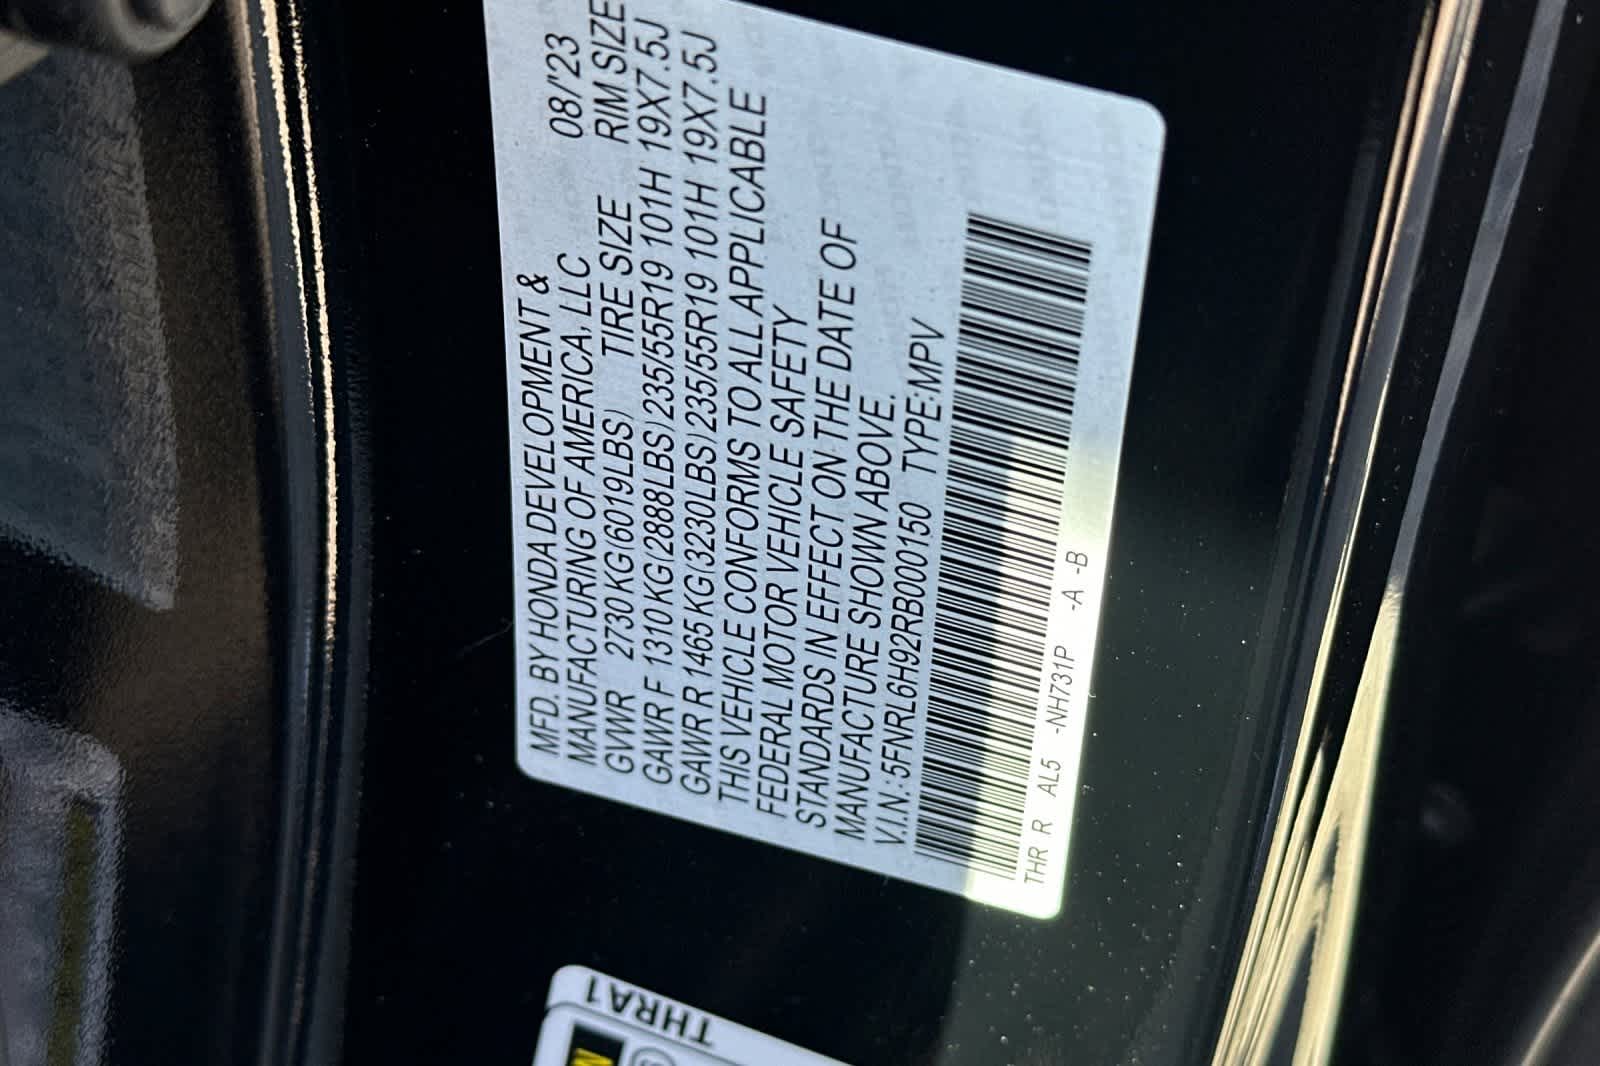 MFD. BY HONDA DEVELOPMENT & 08/'23
MANUFACTURING OF AMERICA, LLC
GVWR 2730 KG(6019LBS) TIRE SIZE RIM SIZE
GAWR F 1310 KG(2888LBS) 235/55R19 101H 19X7.5J
GAWR R 1465 KG(3230LBS) 235/55R19 101H 19X7.5J
THIS VEHICLE CONFORMS TO ALL APPLICABLE
FEDERAL MOTOR VEHICLE SAFETY
STANDARDS IN EFFECT ON THE DATE OF
MANUFACTURE SHOWN ABOVE.
V.I.N.:5FNRL6H92RB000150 TYPE:MPV
THR R AL5 -NH731P -A -B
THRA1